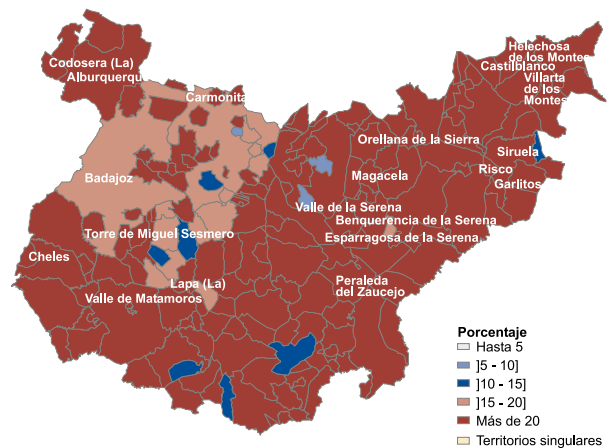 Helechosa
de los Montes
Castilblanco
Villarta
de los
Montes
Codosera (La)
Alburquerqu
Carmonita
Orellana de la Sierra
Siruela
Risco
Garlitos
Magacela
Badajoz
Valle de la Serena
Benquerencia de la Serena
Torre de Miguel Sesmero
Esparragosa de la Serena
Cheles
Lapa (La)
Valle de Matamoros
Peraleda
del Zaucejo
Porcentaje
Hasta 5
]5 - 10]
]10 - 15]
]15 - 20]
Más de 20
Territorios singulares